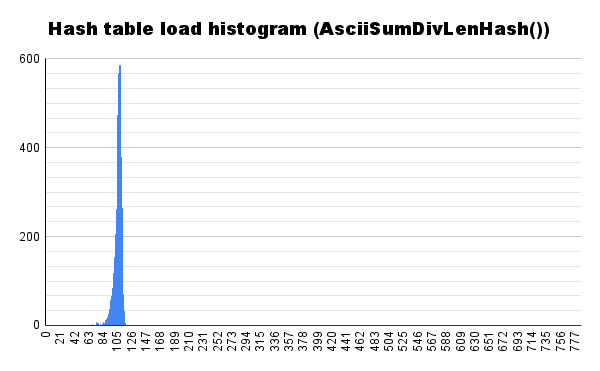 Hash table load histogram (AsciiSumDivLenHash())
600
400
200
0
0 21 42 63 84 105 126 147 168 189 210 231 252 273 294 315 336 357 378 399 420 441 462 483 504 525 546 567 588 609 630 651 672 693 714 735 756 777